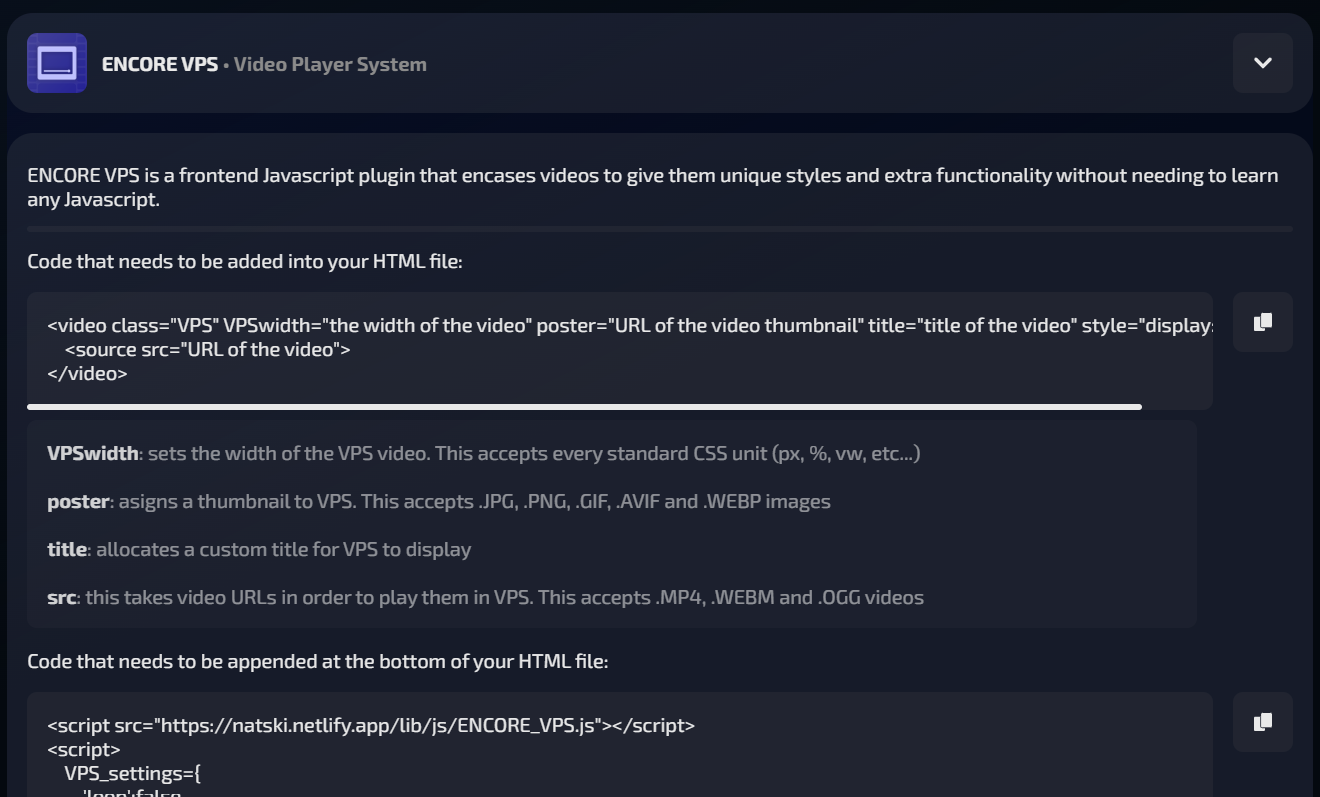 ENCORE VPS • Video Player System
ENCORE VPS is a frontend Javascript plugin that encases videos to give them unique styles and extra functionality without needing to learn
any Javascript.
Code that needs to be added into your HTML file:
<video class="VPS" VPSwidth="the width of the video" poster="URL of the video thumbnail" title="title of the video" style="display:
<source src="URL of the video">
</video>
VPSwidth: sets the width of the VPS video. This accepts every standard CSS unit (px, %, vw, etc...)
poster: asigns a thumbnail to VPS. This accepts .JPG, .PNG, .GIF, .AVIF and .WEBP images
title: allocates a custom title for VPS to display
src: this takes video URLs in order to play them in VPS. This accepts .MP4, .WEBM and .OGG videos
Code that needs to be appended at the bottom of your HTML file:
<script src="https://natski.netlify.app/lib/js/ENCORE_VPS.js"></script>
<script>
VPS_settings={
'loop':false